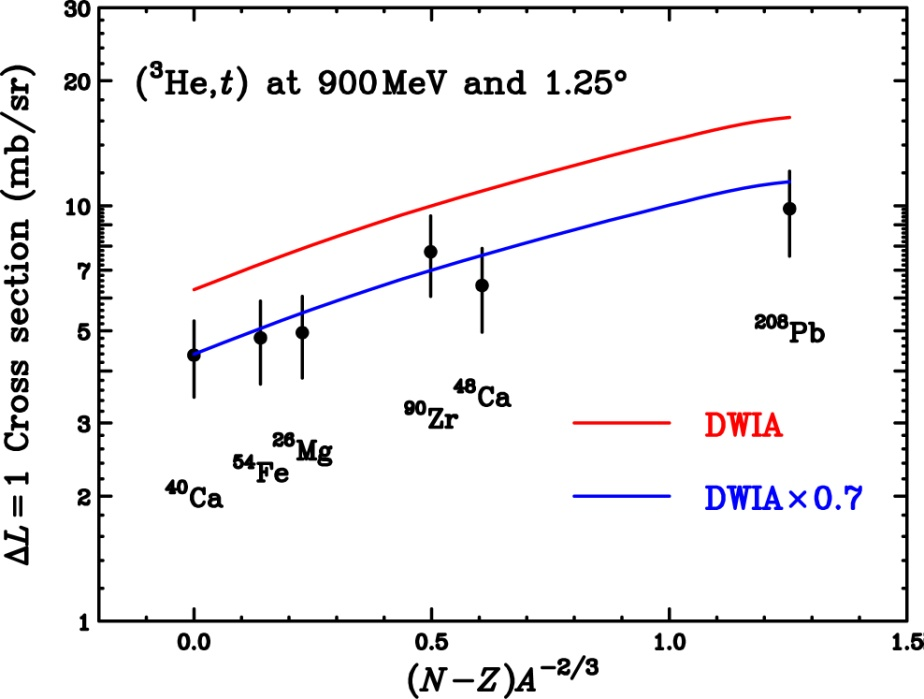 30
20
10
7
5
3
2
1
ΔL=1 Cross section (mb/sr)
(³He,t) at 900MeV and 1.25°
²⁰⁸Pb
⁴⁸Ca
⁹⁰Zr
²⁶Mg
⁵⁴Fe
⁴⁰Ca
DWIA
DWIA×0.7
0.0 0.5 1.0 1.5
(N−Z)A⁻²/³